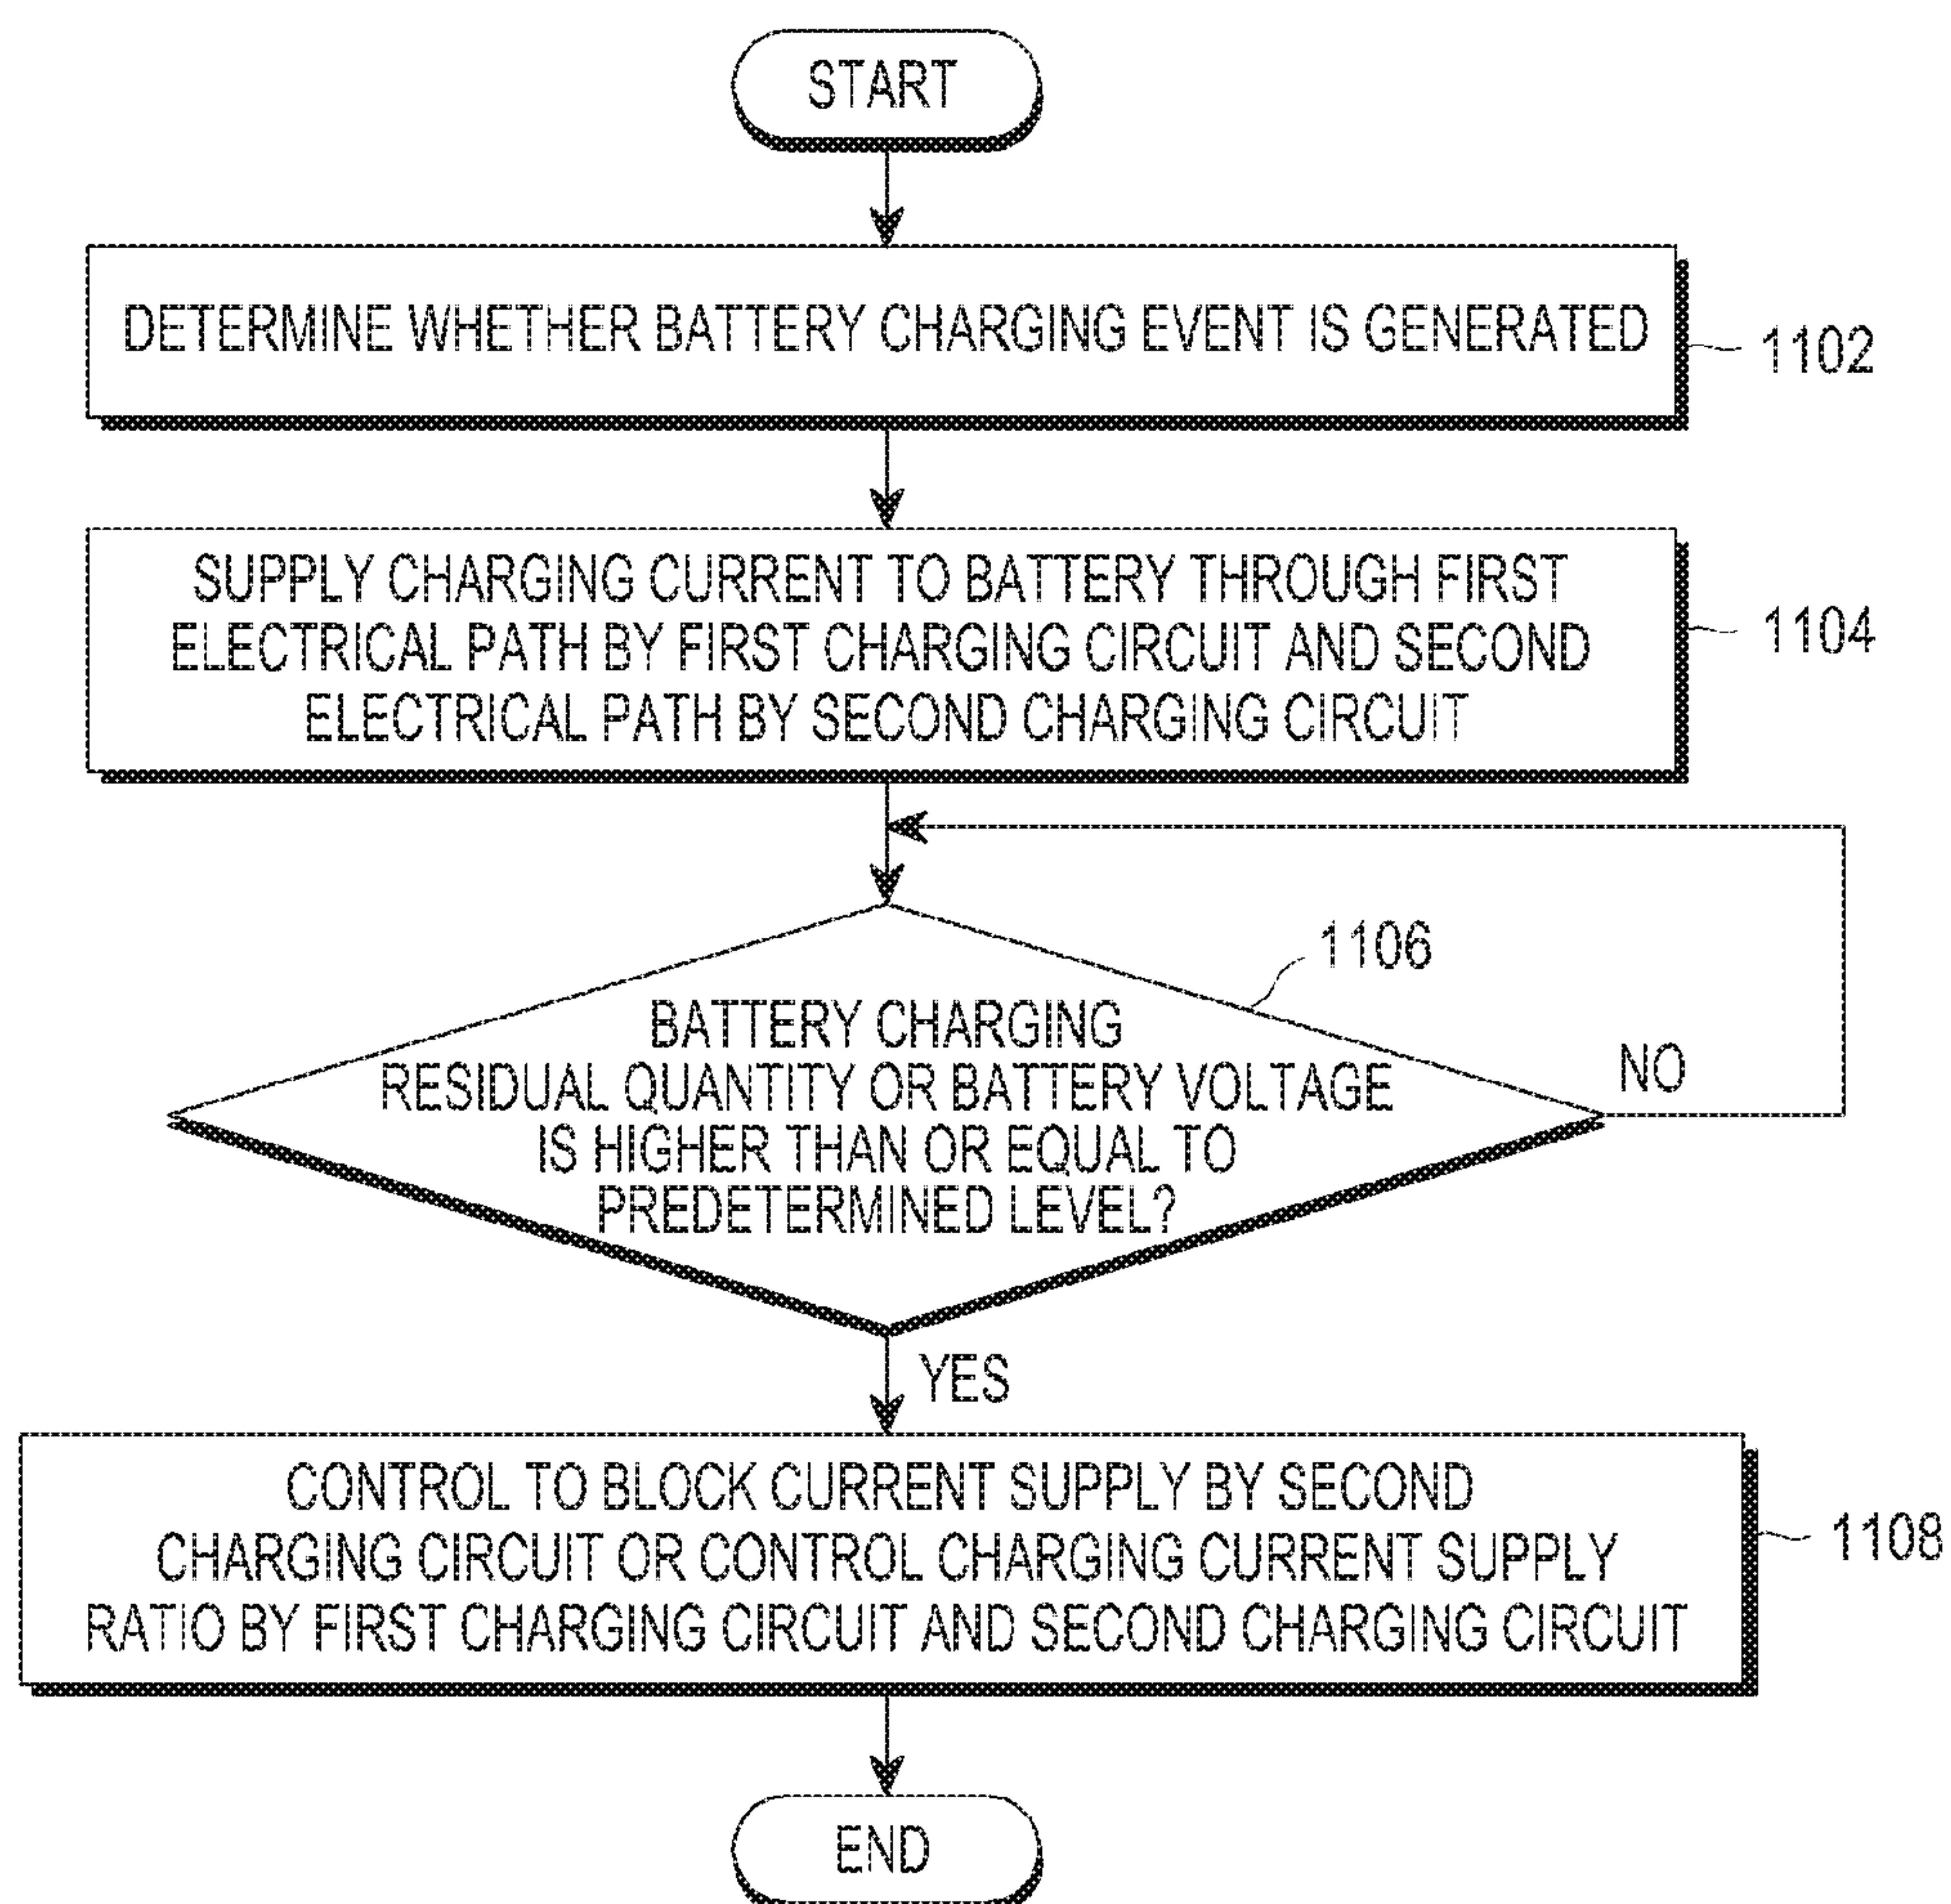 START
DETERMINE WHETHER BATTERY CHARGING EVENT IS GENERATED
1102
SUPPLY CHARGING CURRENT TO BATTERY THROUGH FIRST
ELECTRICAL PATH BY FIRST CHARGING CIRCUIT AND SECOND
ELECTRICAL PATH BY SECOND CHARGING CIRCUIT
1104
1106
BATTERY CHARGING
RESIDUAL QUANTITY OR BATTERY VOLTAGE
IS HIGHER THAN OR EQUAL TO
PREDETERMINED LEVEL?
NO
YES
CONTROL TO BLOCK CURRENT SUPPLY BY SECOND
CHARGING CIRCUIT OR CONTROL CHARGING CURRENT SUPPLY
RATIO BY FIRST CHARGING CIRCUIT AND SECOND CHARGING CIRCUIT
1108
END